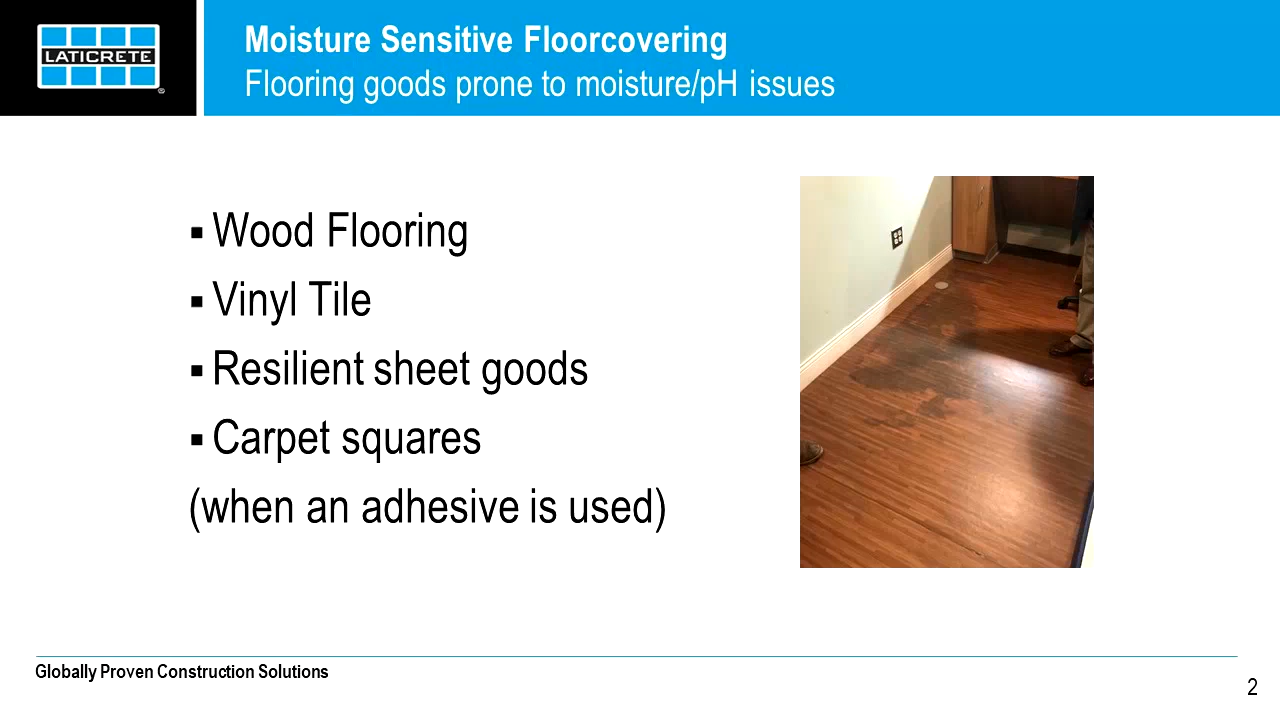 LATICRETE
Moisture Sensitive Floorcovering
Flooring goods prone to moisture/pH issues
▪ Wood Flooring
▪ Vinyl Tile
▪ Resilient sheet goods
▪ Carpet squares
(when an adhesive is used)
Globally Proven Construction Solutions
2